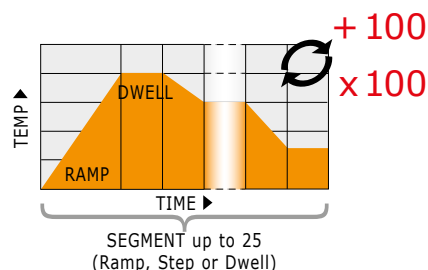 + 100
x 100
DWELL
TEMP ▶
RAMP
TIME ▶
SEGMENT up to 25
(Ramp, Step or Dwell)